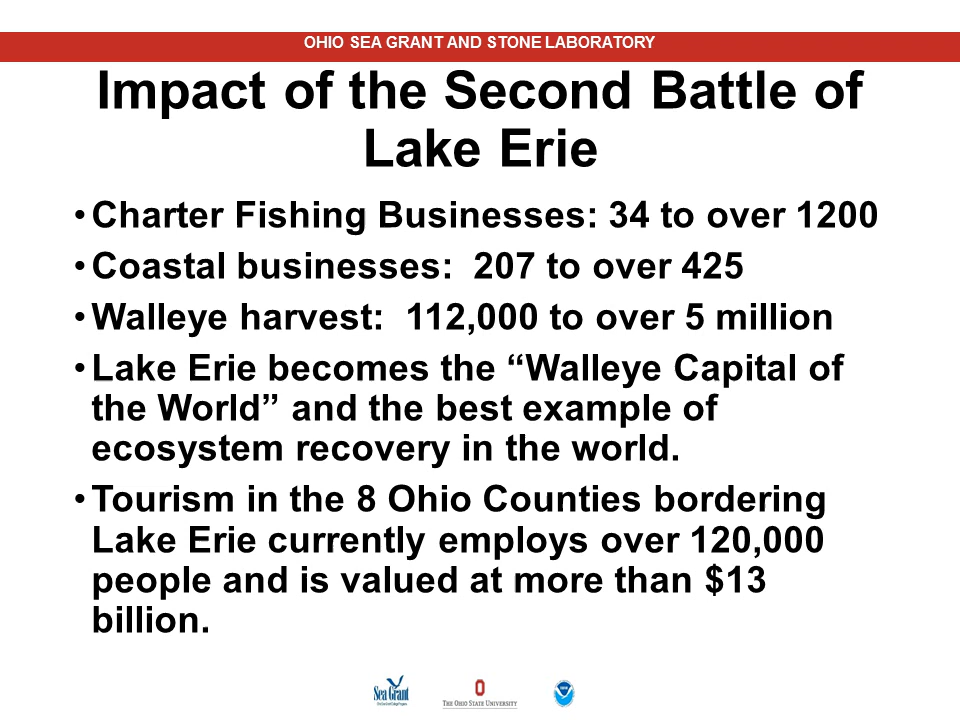 OHIO SEA GRANT AND STONE LABORATORY
Impact of the Second Battle of
Lake Erie
•Charter Fishing Businesses: 34 to over 1200
•Coastal businesses:  207 to over 425
•Walleye harvest:  112,000 to over 5 million
•Lake Erie becomes the “Walleye Capital of
the World” and the best example of
ecosystem recovery in the world.
•Tourism in the 8 Ohio Counties bordering
Lake Erie currently employs over 120,000
people and is valued at more than $13
billion.
Sea Grant
THE OHIO STATE UNIVERSITY